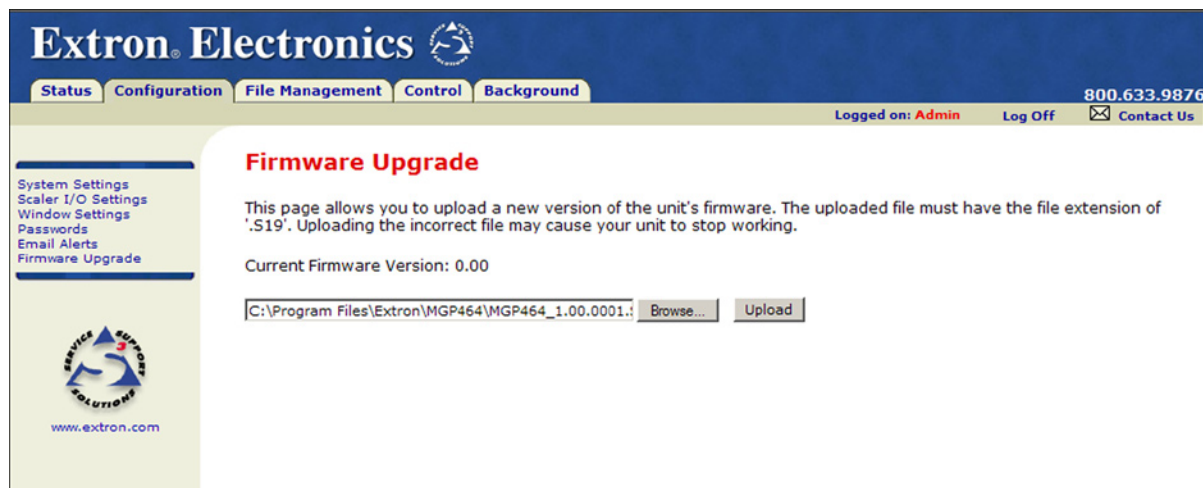 Extron® Electronics
Status Configuration File Management Control Background
800.633.9876
Logged on: Admin Log Off Contact Us
System Settings
Scaler I/O Settings
Window Settings
Passwords
Email Alerts
Firmware Upgrade
SERVICE SUPPORT SOLUTIONS
3
www.extron.com
Firmware Upgrade
This page allows you to upload a new version of the unit's firmware. The uploaded file must have the file extension of
'.S19'. Uploading the incorrect file may cause your unit to stop working.
Current Firmware Version: 0.00
C:\Program Files\Extron\MGP464\MGP464_1.00.0001.
Browse...
Upload